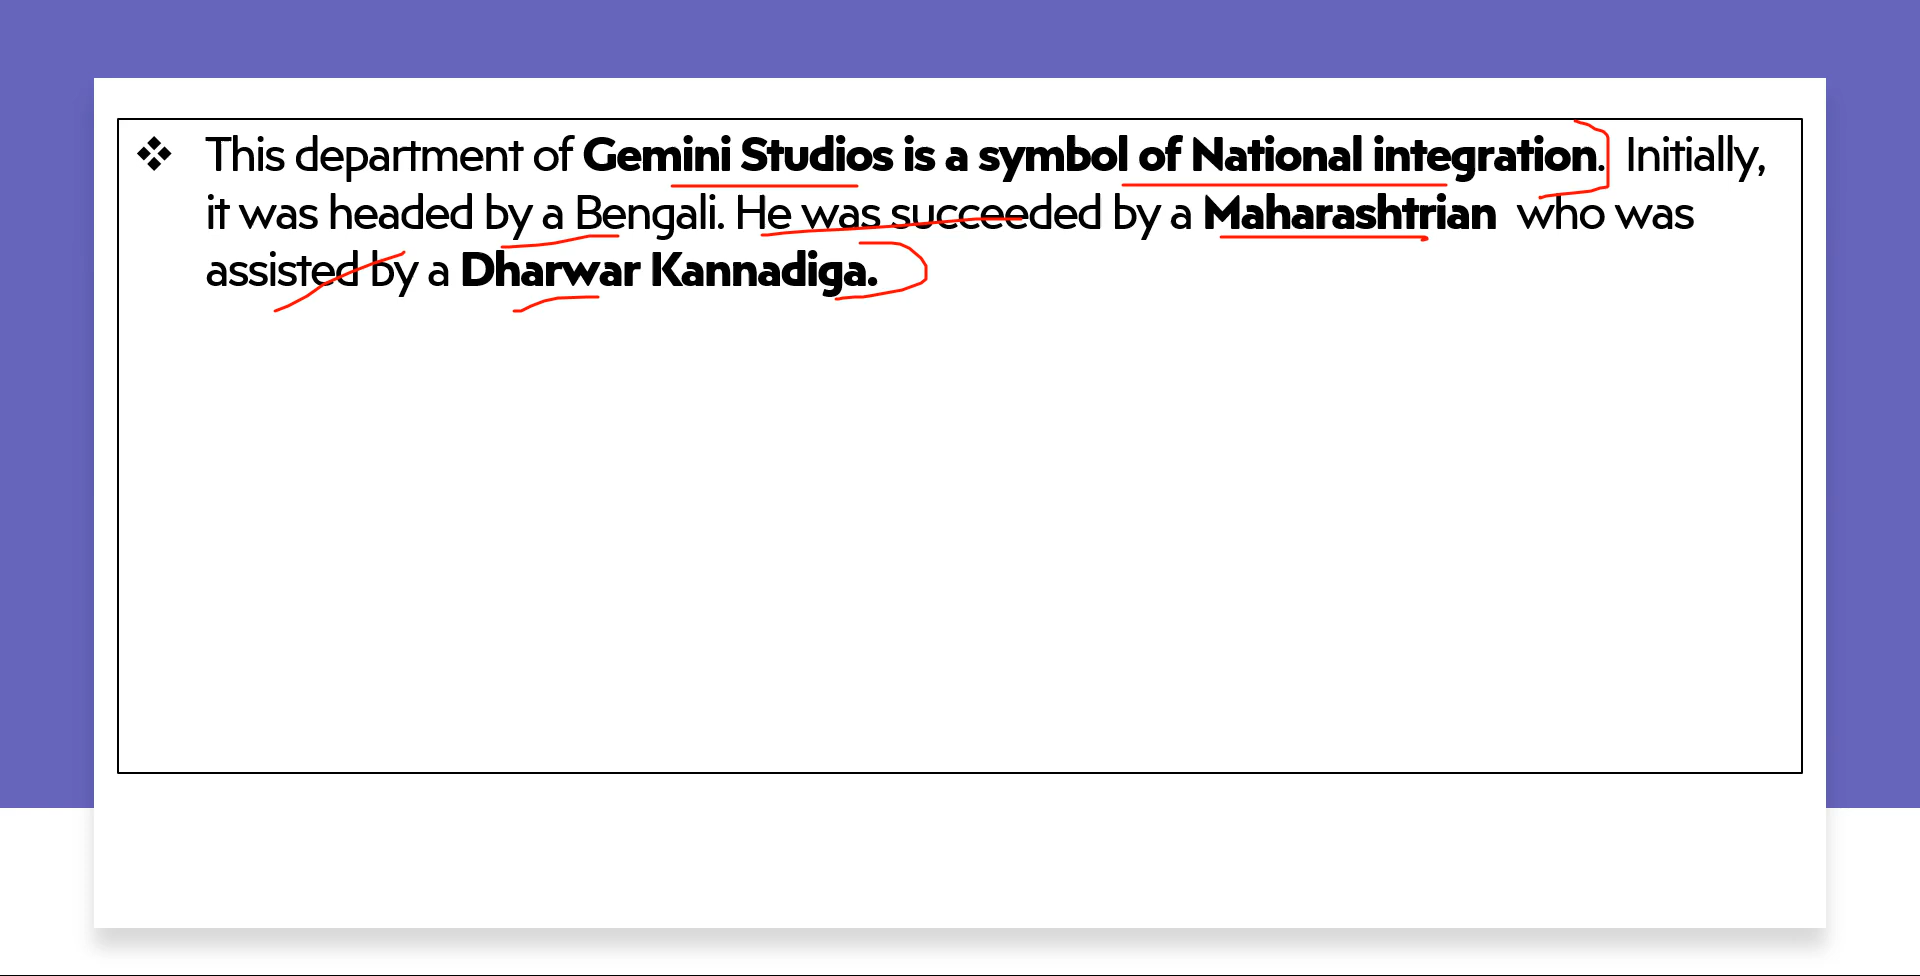 ❖ This department of Gemini Studios is a symbol of National integration. Initially,
it was headed by a Bengali. He was succeeded by a Maharashtrian who was
assisted by a Dharwar Kannadiga.